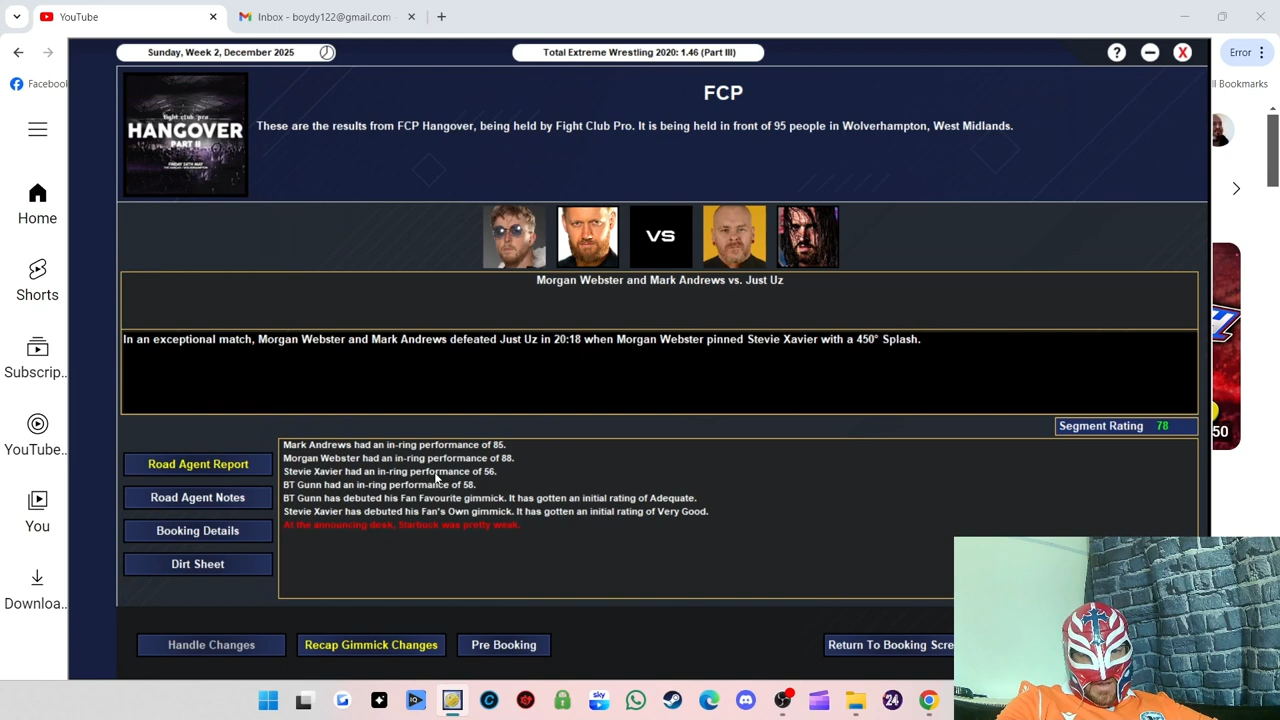 YouTube
Inbox - boydy122@gmail.com
Sunday, Week 2, December 2025
Total Extreme Wrestling 2020: 1.46 (Part III)
?
X
Error
Facebook
ll Bookmarks
FCP
fight club pro
HANGOVER
PART II
These are the results from FCP Hangover, being held by Fight Club Pro. It is being held in front of 95 people in Wolverhampton, West Midlands.
Home
VS
Shorts
Morgan Webster and Mark Andrews vs. Just Uz
In an exceptional match, Morgan Webster and Mark Andrews defeated Just Uz in 20:18 when Morgan Webster pinned Stevie Xavier with a 450° Splash.
Subscrip...
Segment Rating 78
50
YouTube...
Road Agent Report
Mark Andrews had an in-ring performance of 85.
Morgan Webster had an in-ring performance of 88.
Stevie Xavier had an in-ring performance of 56.
BT Gunn had an in-ring performance of 58.
BT Gunn has debuted his Fan Favourite gimmick. It has gotten an initial rating of Adequate.
Stevie Xavier has debuted his Fan's Own gimmick. It has gotten an initial rating of Very Good.
At the announcing desk, Starbuck was pretty weak.
Road Agent Notes
Booking Details
Dirt Sheet
You
Downloa...
Handle Changes
Recap Gimmick Changes
Pre Booking
Return To Booking Scre
sky
24